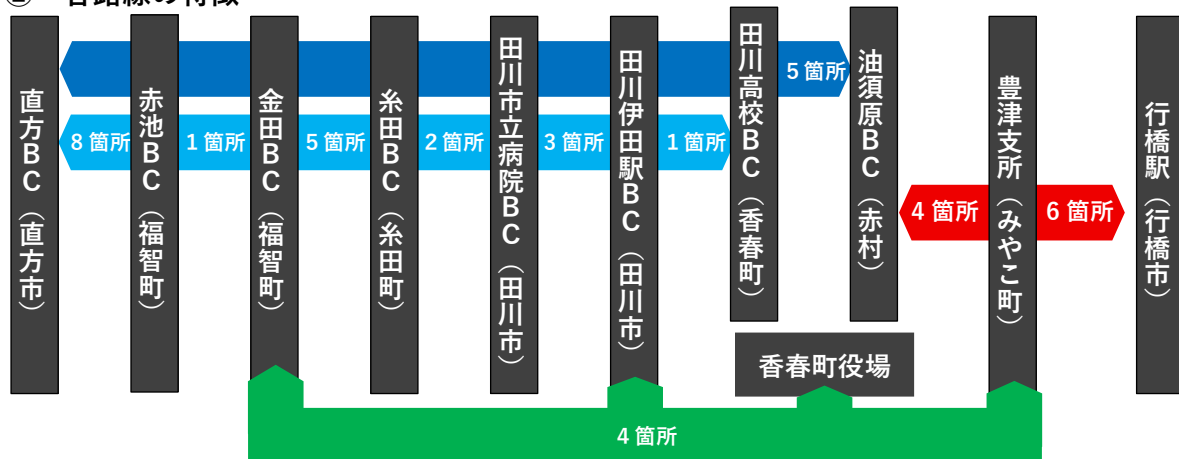 直方BC（直方市）
赤池BC（福智町）
金田BC（福智町）
糸田BC（糸田町）
田川市立病院BC（田川市）
田川伊田駅BC（田川市）
田川高校BC（香春町）
油須原BC（赤村）
豊津支所（みやこ町）
行橋駅（行橋市）
5箇所
8箇所
1箇所
5箇所
2箇所
3箇所
1箇所
4箇所
6箇所
香春町役場
4箇所